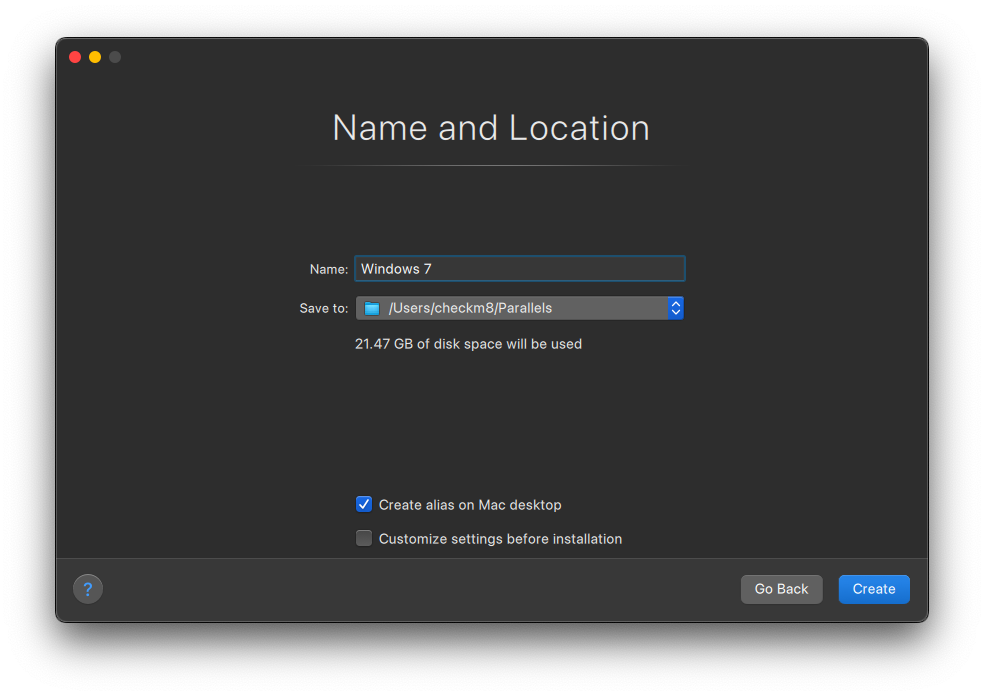 Name and Location
Name: Windows 7
Save to: /Users/checkm8/Parallels
21.47 GB of disk space will be used
Create alias on Mac desktop
Customize settings before installation
? Go Back Create